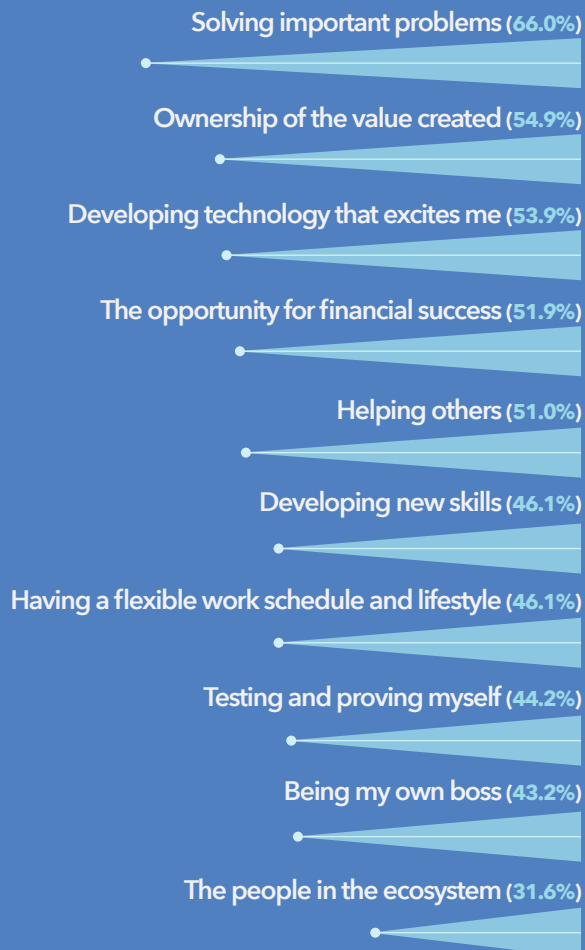 Solving important problems (66.0%)
Ownership of the value created (54.9%)
Developing technology that excites me (53.9%)
The opportunity for financial success (51.9%)
Helping others (51.0%)
Developing new skills (46.1%)
Having a flexible work schedule and lifestyle (46.1%)
Testing and proving myself (44.2%)
Being my own boss (43.2%)
The people in the ecosystem (31.6%)